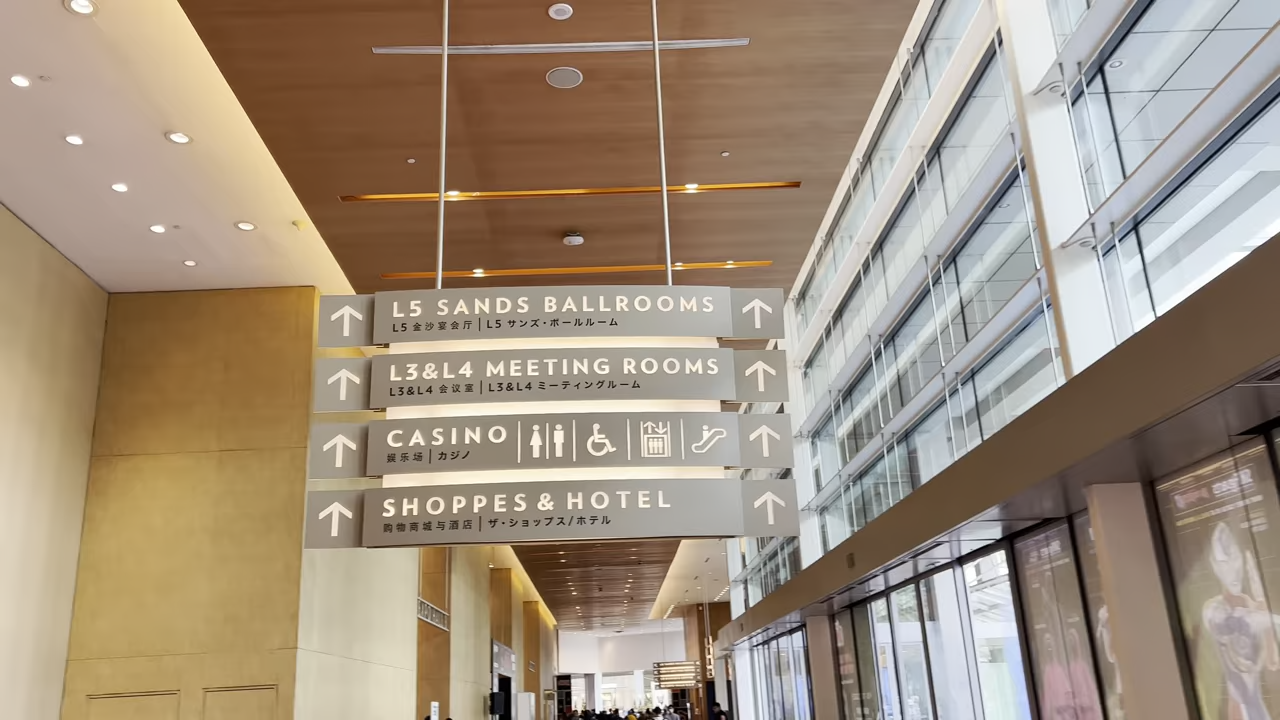 L5 SANDS BALLROOMS
L5 金沙宴会厅 | L5 サンズ・ボールルーム
L3&L4 MEETING ROOMS
L3&L4 会议室 | L3&L4 ミーティングルーム
CASINO
娱乐场 | カジノ
SHOPPES & HOTEL
购物商城与酒店 | ザ・ショップス/ホテル